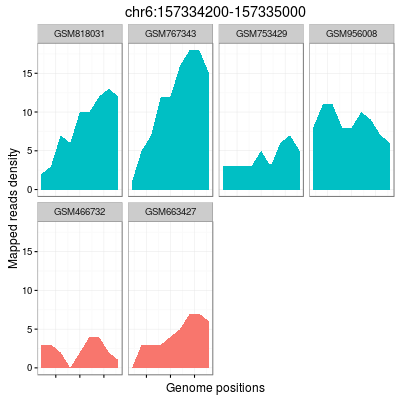 chr6:157334200-157335000
GSM818031 GSM767343 GSM753429 GSM956008
15
10
5
0
GSM466732 GSM663427
15
10
5
0
Mapped reads density
Genome positions